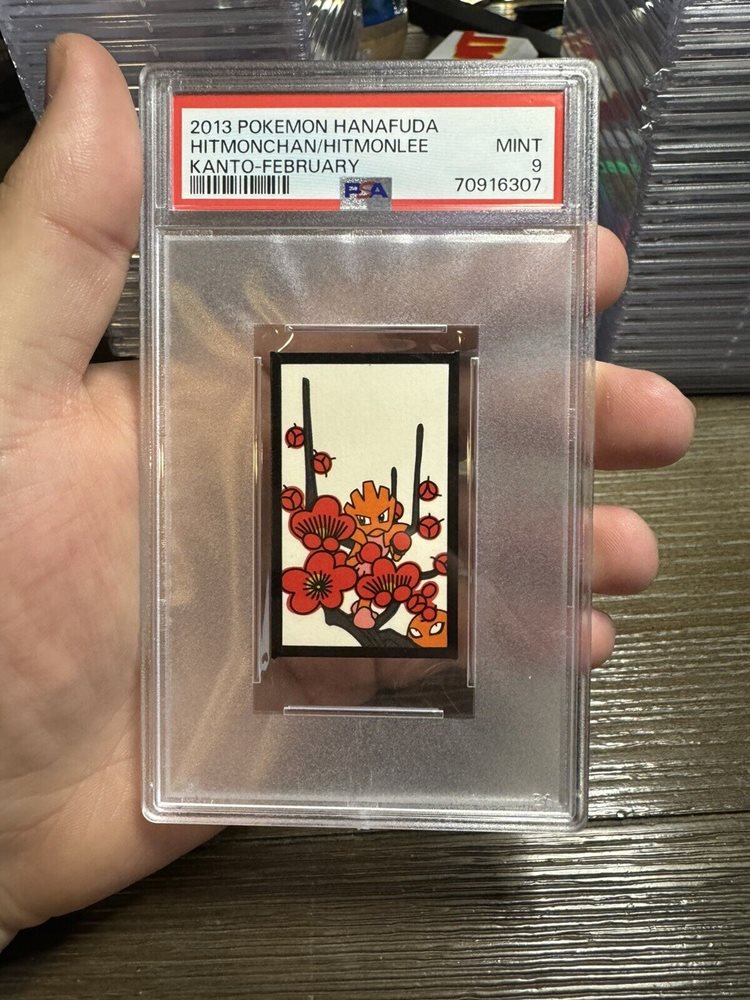 2013 POKEMON HANAFUDA
HITMONCHAN/HITMONLEE MINT
KANTO-FEBRUARY 9
PSA 70916307